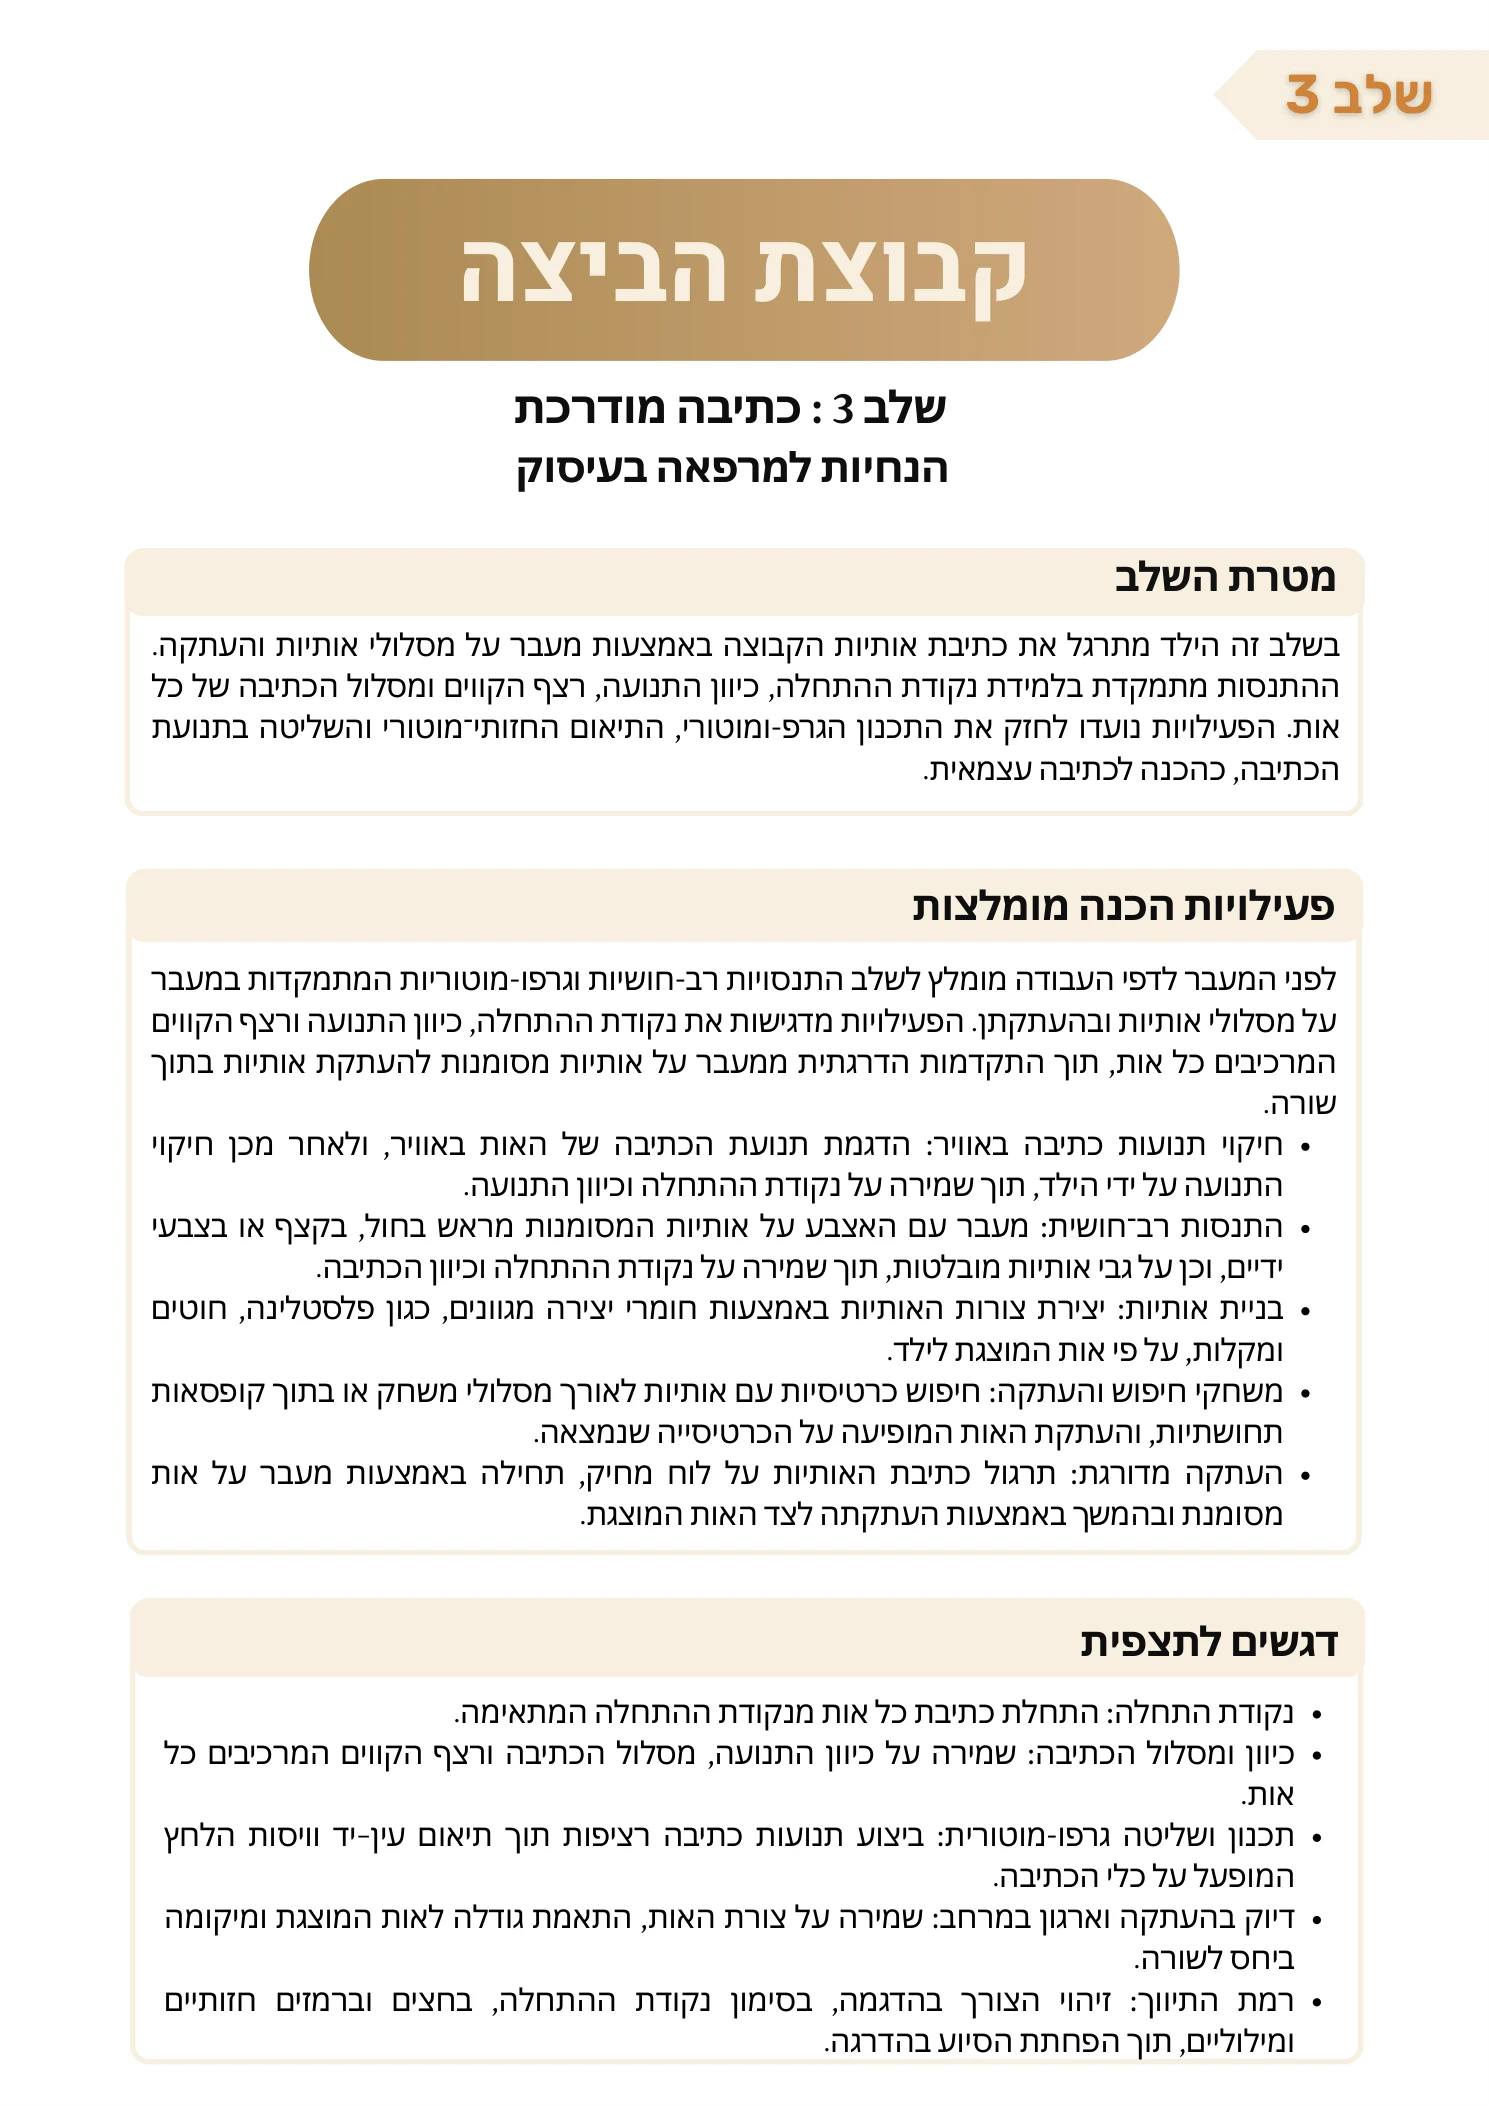 שלב 3
קבוצת הביצה
שלב 3 : כתיבה מודרכת
הנחיות למרפאה בעיסוק
מטרת השלב
בשלב זה הילד מתרגל את כתיבת אותיות הקבוצה באמצעות מעבר על מסלולי אותיות והעתקה.
ההתנסות מתמקדת בלמידת נקודת ההתחלה, כיוון התנועה, רצף הקווים ומסלול הכתיבה של כל
אות. הפעילויות נועדו לחזק את התכנון הגרפ-ומוטורי, התיאום החזותי־מוטורי והשליטה בתנועת
הכתיבה, כהכנה לכתיבה עצמאית.
פעילויות הכנה מומלצות
לפני המעבר לדפי העבודה מומלץ לשלב התנסויות רב-חושיות וגרפו-מוטוריות המתמקדות במעבר
על מסלולי אותיות ובהעתקתן. הפעילויות מדגישות את נקודת ההתחלה, כיוון התנועה ורצף הקווים
המרכיבים כל אות, תוך התקדמות הדרגתית ממעבר על אותיות מסומנות להעתקת אותיות בתוך
שורה.
• חיקוי תנועות כתיבה באוויר: הדגמת תנועת הכתיבה של האות באוויר, ולאחר מכן חיקוי
התנועה על ידי הילד, תוך שמירה על נקודת ההתחלה וכיוון התנועה.
• התנסות רב־חושית: מעבר עם האצבע על אותיות המסומנות מראש בחול, בקצף או בצבעי
ידיים, וכן על גבי אותיות מובלטות, תוך שמירה על נקודת ההתחלה וכיוון הכתיבה.
• בניית אותיות: יצירת צורות האותיות באמצעות חומרי יצירה מגוונים, כגון פלסטלינה, חוטים
ומקלות, על פי אות המוצגת לילד.
• משחקי חיפוש והעתקה: חיפוש כרטיסיות עם אותיות לאורך מסלולי משחק או בתוך קופסאות
תחושתיות, והעתקת האות המופיעה על הכרטיסייה שנמצאה.
• העתקה מדורגת: תרגול כתיבת האותיות על לוח מחיק, תחילה באמצעות מעבר על אות
מסומנת ובהמשך באמצעות העתקתה לצד האות המוצגת.
דגשים לתצפית
• נקודת התחלה: התחלת כתיבת כל אות מנקודת ההתחלה המתאימה.
• כיוון ומסלול הכתיבה: שמירה על כיוון התנועה, מסלול הכתיבה ורצף הקווים המרכיבים כל
אות.
• תכנון ושליטה גרפו-מוטורית: ביצוע תנועות כתיבה רציפות תוך תיאום עין–יד וויסות הלחץ
המופעל על כלי הכתיבה.
• דיוק בהעתקה וארגון במרחב: שמירה על צורת האות, התאמת גודלה לאות המוצגת ומיקומה
ביחס לשורה.
• רמת התיווך: זיהוי הצורך בהדגמה, בסימון נקודת ההתחלה, בחצים וברמזים חזותיים
ומילוליים, תוך הפחתת הסיוע בהדרגה.